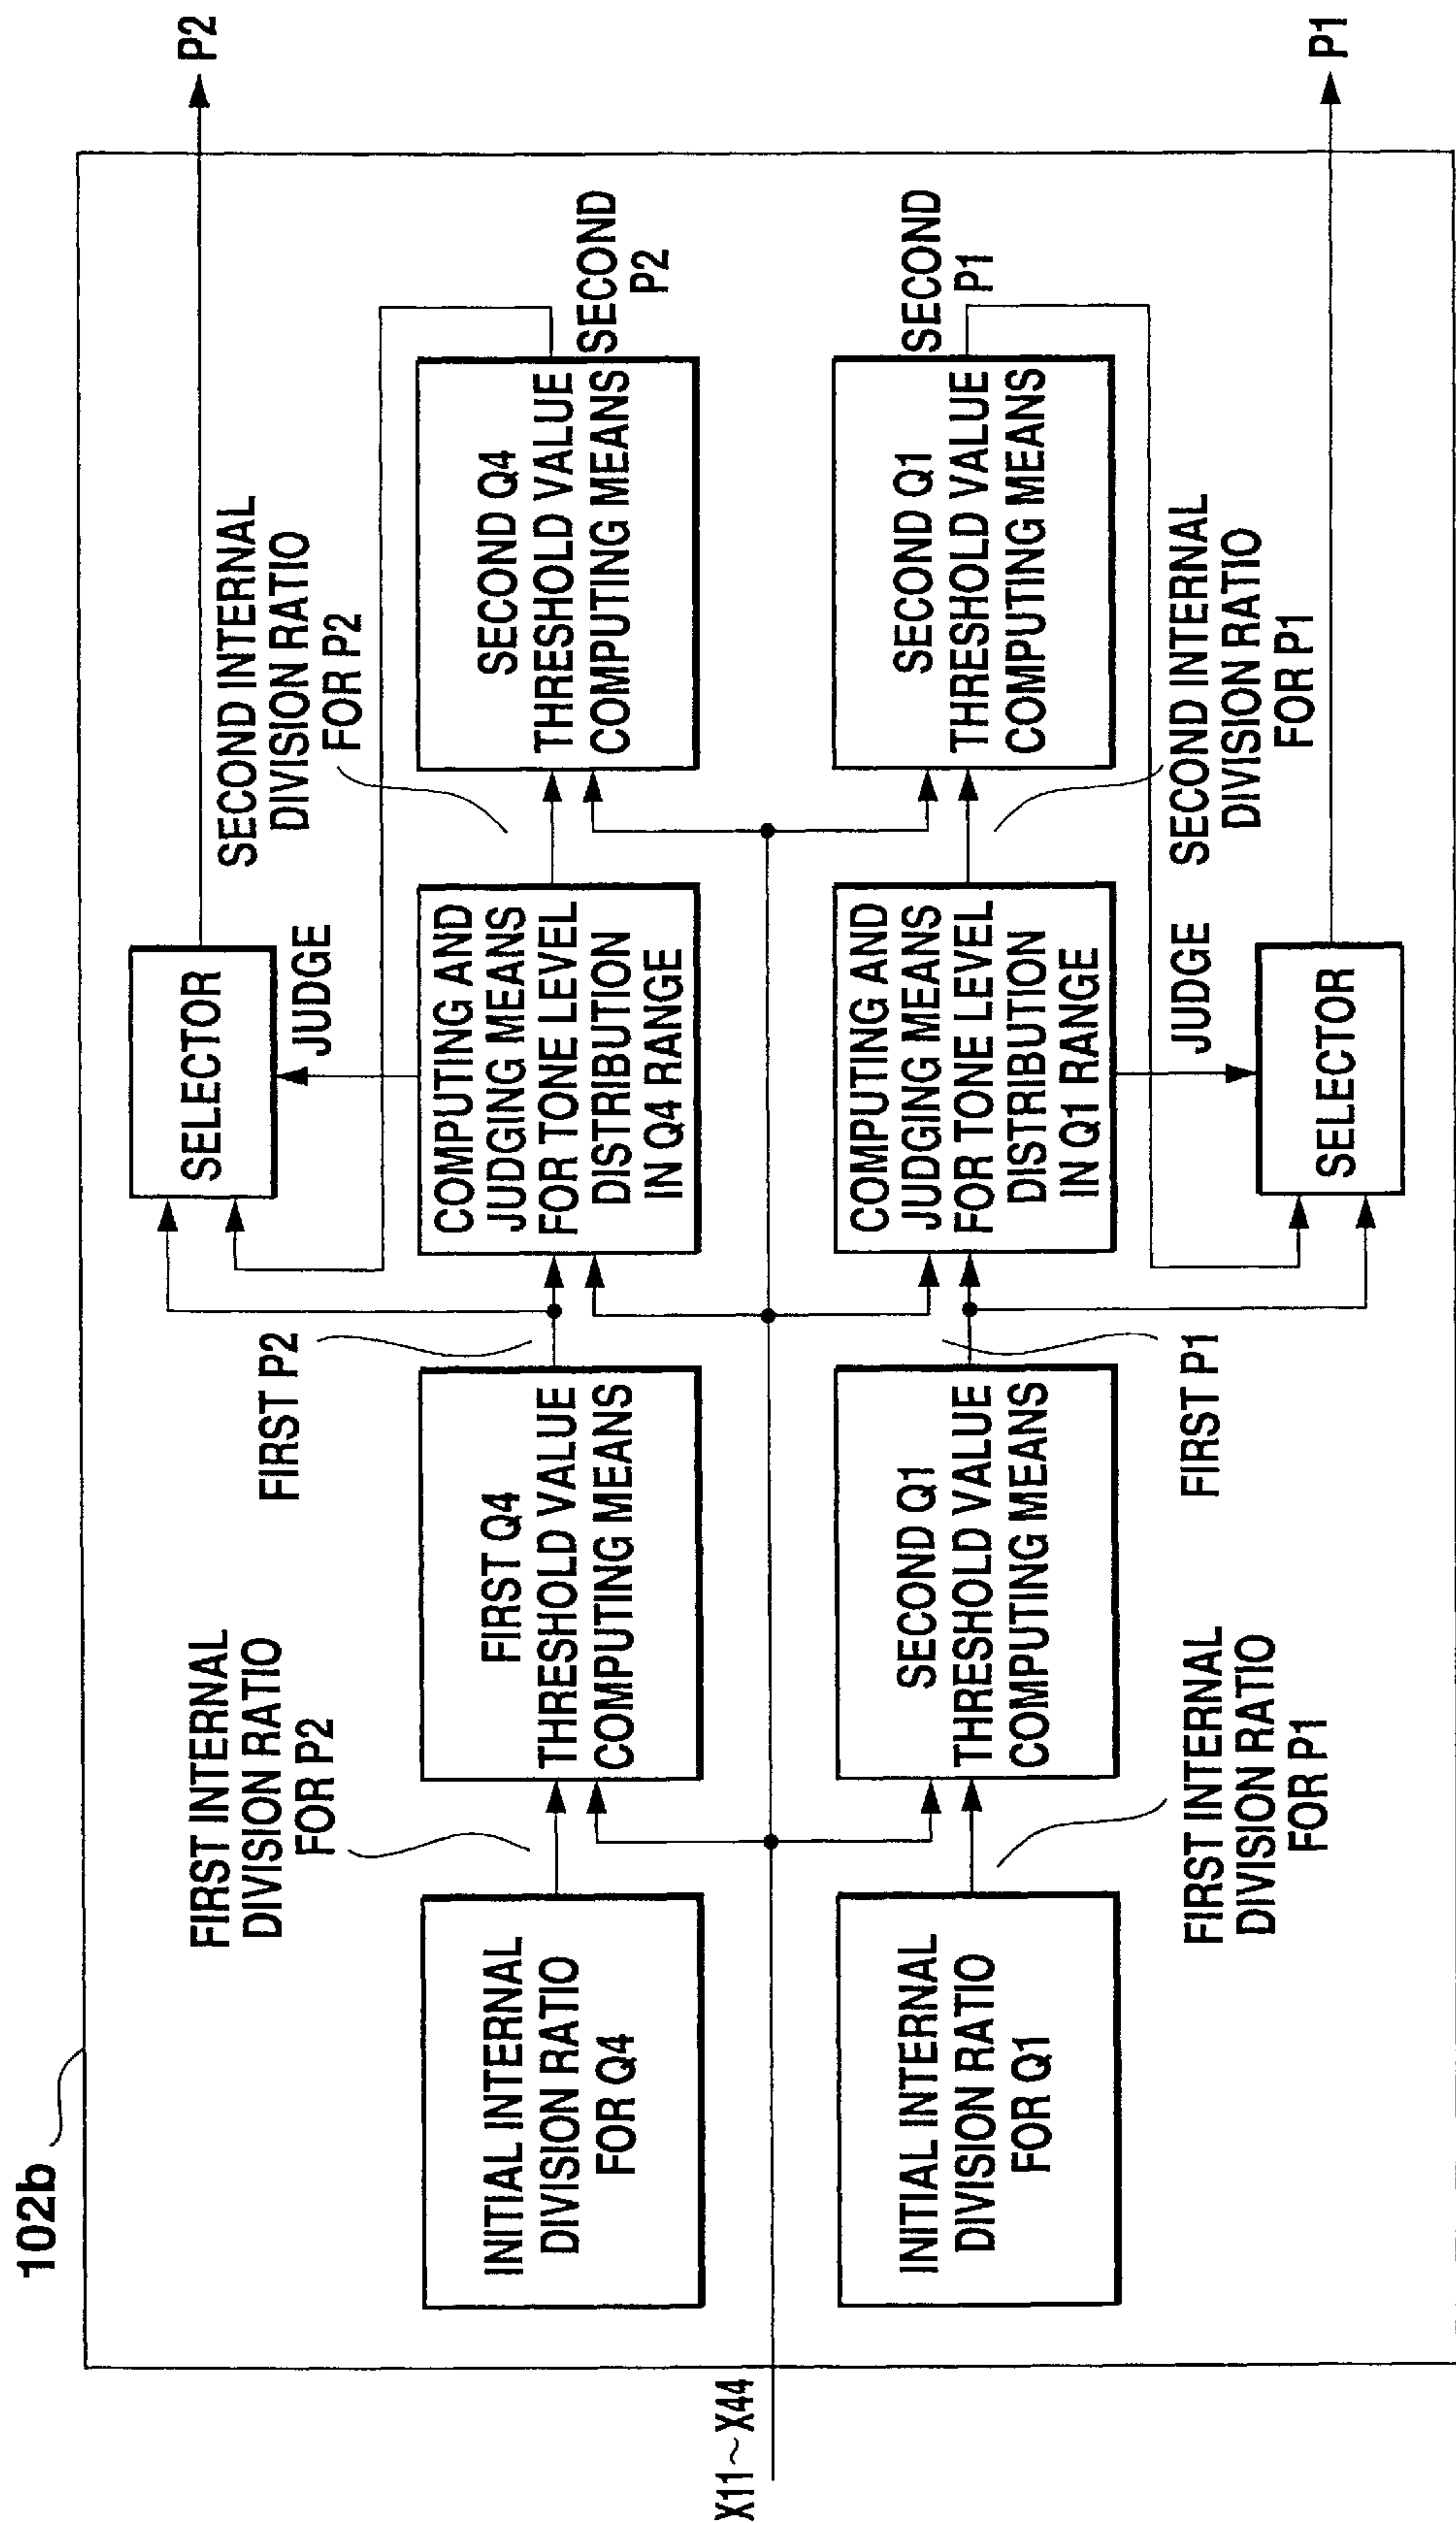 102b
X11~X44
INITIAL INTERNAL
DIVISION RATIO
FOR Q4
INITIAL INTERNAL
DIVISION RATIO
FOR Q1
FIRST INTERNAL
DIVISION RATIO
FOR P2
FIRST INTERNAL
DIVISION RATIO
FOR P1
FIRST Q4
THRESHOLD VALUE
COMPUTING MEANS
SECOND Q1
THRESHOLD VALUE
COMPUTING MEANS
FIRST P2
FIRST P1
SELECTOR
JUDGE
COMPUTING AND
JUDGING MEANS
FOR TONE LEVEL
DISTRIBUTION
IN Q4 RANGE
COMPUTING AND
JUDGING MEANS
FOR TONE LEVEL
DISTRIBUTION
IN Q1 RANGE
JUDGE
SELECTOR
SECOND INTERNAL
DIVISION RATIO
FOR P2
SECOND INTERNAL
DIVISION RATIO
FOR P1
SECOND Q4
THRESHOLD VALUE
COMPUTING MEANS
SECOND Q1
THRESHOLD VALUE
COMPUTING MEANS
SECOND
P2
SECOND
P1
P2
P1